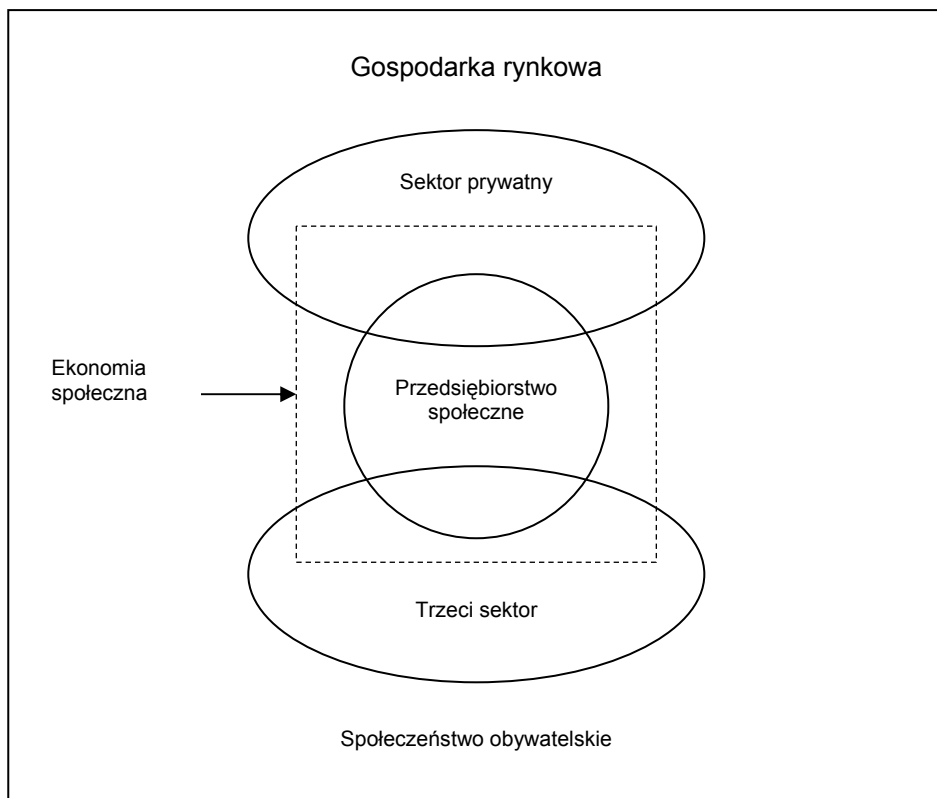 Gospodarka rynkowa
Sektor prywatny
Ekonomia
społeczna
Przedsiębiorstwo
społeczne
Trzeci sektor
Społeczeństwo obywatelskie